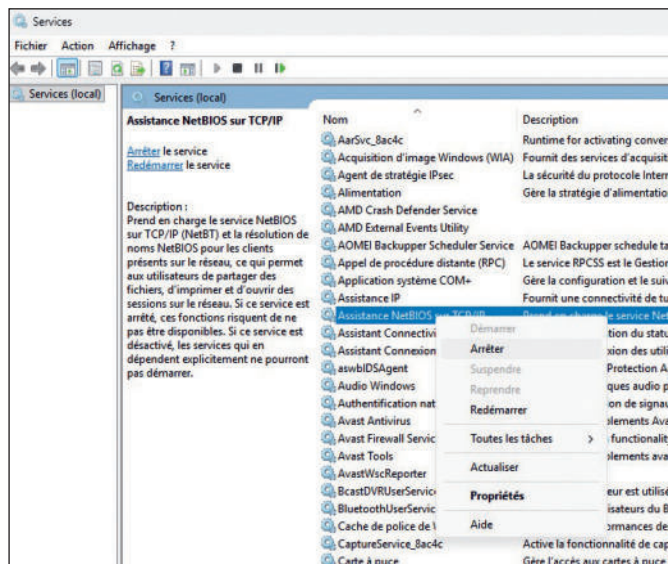 Services
Fichier Action Affichage ?
Services (local)
Services (local)
Assistance NetBIOS sur TCP/IP
Arrêter le service
Redémarrer le service
Description :
Prend en charge le service NetBIOS
sur TCP/IP (NetBT) et la résolution de
noms NetBIOS pour les clients
présents sur le réseau, ce qui permet
aux utilisateurs de partager des
fichiers, d'imprimer et d'ouvrir des
sessions sur le réseau. Si ce service est
arrêté, ces fonctions risquent de ne
pas être disponibles. Si ce service est
désactivé, les services qui en
dépendent explicitement ne pourront
pas démarrer.
Nom Description
AarSvc_8ac4c Runtime for activating conver
Acquisition d'image Windows (WIA) Fournit des services d'acquisit
Agent de stratégie IPsec La sécurité du protocole Intern
Alimentation Gère la stratégie d'alimentatio
AMD Crash Defender Service
AMD External Events Utility
AOMEI Backupper Scheduler Service AOMEI Backupper schedule ta
Appel de procédure distante (RPC) Le service RPCSS est le Gestion
Application système COM+ Gère la configuration et le suiv
Assistance IP Fournit une connectivité de tu
Assistance NetBIOS sur TCP/IP Prend en charge le service Net
Assistant Connectivi tion du statu
Assistant Connexion xion des utili
aswbIDSAgent Protection A
Audio Windows ques audio p
Authentification nat on de signau
Avast Antivirus plements Ava
Avast Firewall Servic functionalit
Avast Tools plements ava
AvastWscReporter
BcastDVRUserServic eur est utilisé
BluetoothUserServic isateurs du B
Cache de police de ormances de
CaptureService_8ac4c Active la fonctionnalité de cap
Carte à puce Gère l'accès aux cartes à puce
Démarrer
Arrêter
Suspendre
Reprendre
Redémarrer
Toutes les tâches
Actualiser
Propriétés
Aide